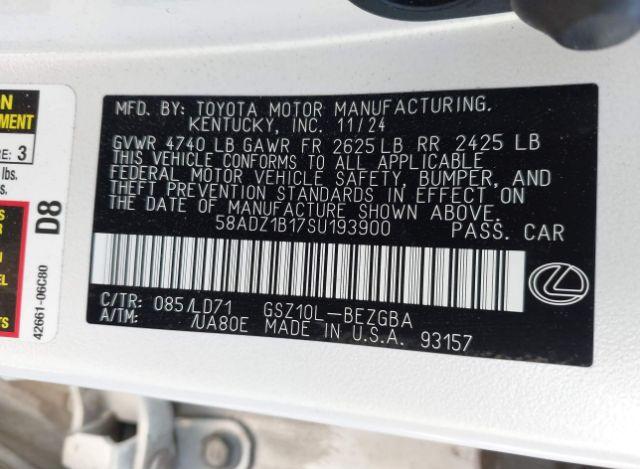 MFD. BY: TOYOTA MOTOR MANUFACTURING.
KENTUCKY, INC. 11/24
GVWR 4740 LB GAWR FR 2625 LB RR 2425 LB
THIS VEHICLE CONFORMS TO ALL APPLICABLE
FEDERAL MOTOR VEHICLE SAFETY, BUMPER, AND
THEFT PREVENTION STANDARDS IN EFFECT ON
THE DATE OF MANUFACTURE SHOWN ABOVE.
58ADZ1B17SU193900 PASS. CAR
C/TR: 085/LD71 GSZ10L-BEZGBA
A/TM: /UA80E MADE IN U.S.A. 93157
RE: 3
lbs.
D8
42661-06C80